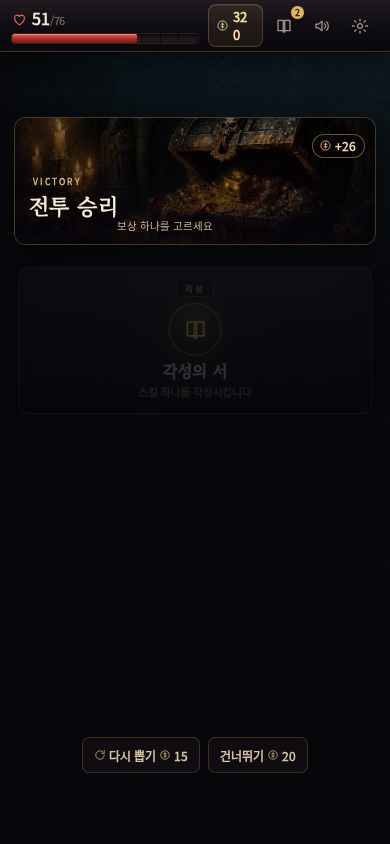 51/76
32
0
2
+26
VICTORY
전투 승리
보상 하나를 고르세요
각성
각성의 서
스킬 하나를 각성시킵니다
다시 뽑기 15
건너뛰기 20